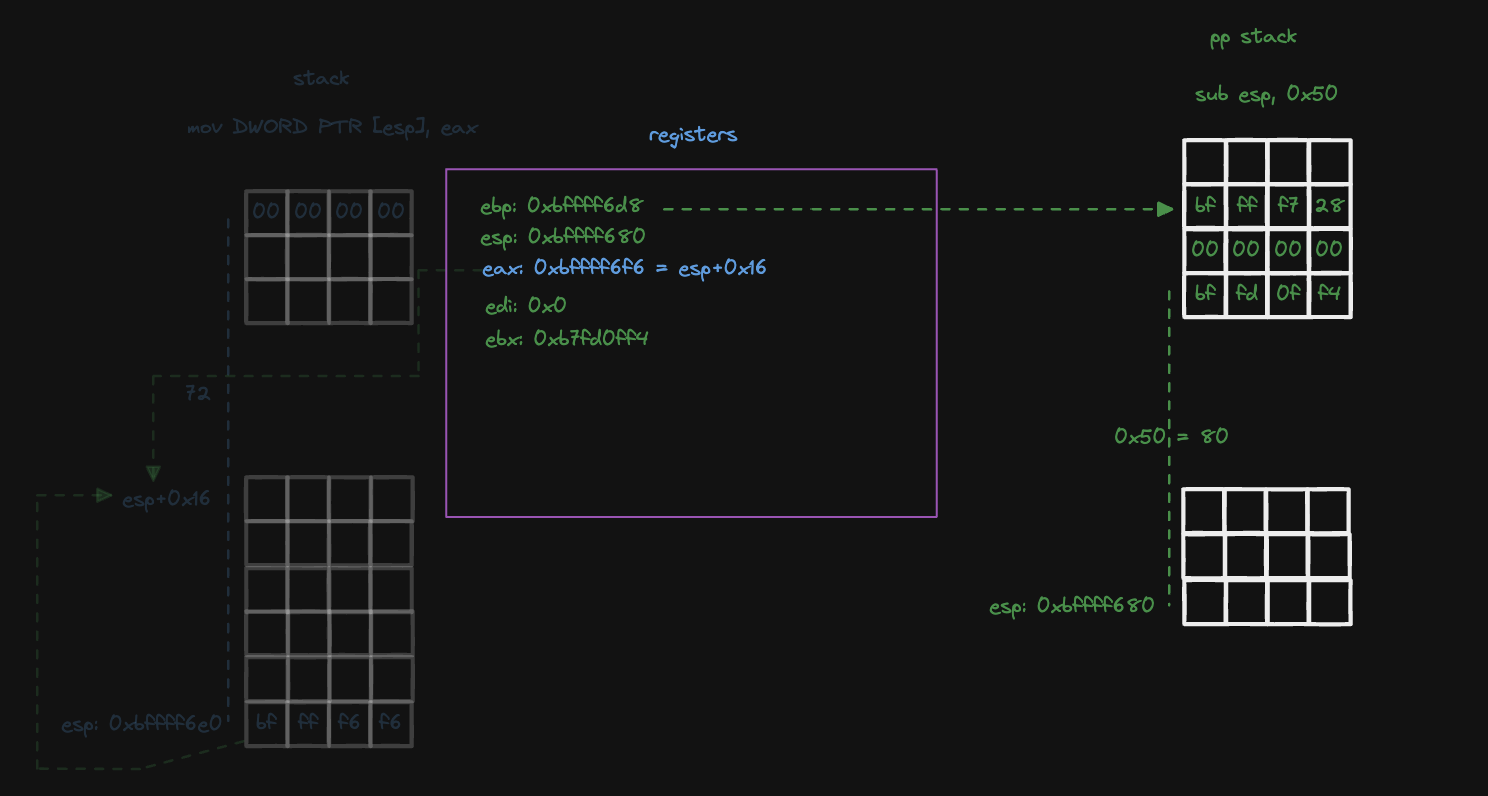 stack
mov DWORD PTR [esp], eax
00 00 00 00
72
esp+0x16
esp: 0xbffff6e0
bf ff f6 f6
registers
ebp: 0xbffff6d8
esp: 0xbffff680
eax: 0xbffff6f6 = esp+0x16
edi: 0x0
ebx: 0xb7fd0ff4
pp stack
sub esp, 0x50
bf ff f7 28
00 00 00 00
bf fd 0f f4
0x50 = 80
esp: 0xbffff680